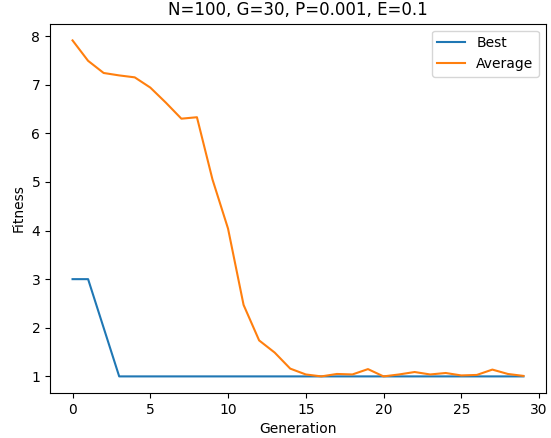 N=100, G=30, P=0.001, E=0.1
8
7
6
5
4
3
2
1
Fitness
Best
Average
0 5 10 15 20 25 30
Generation